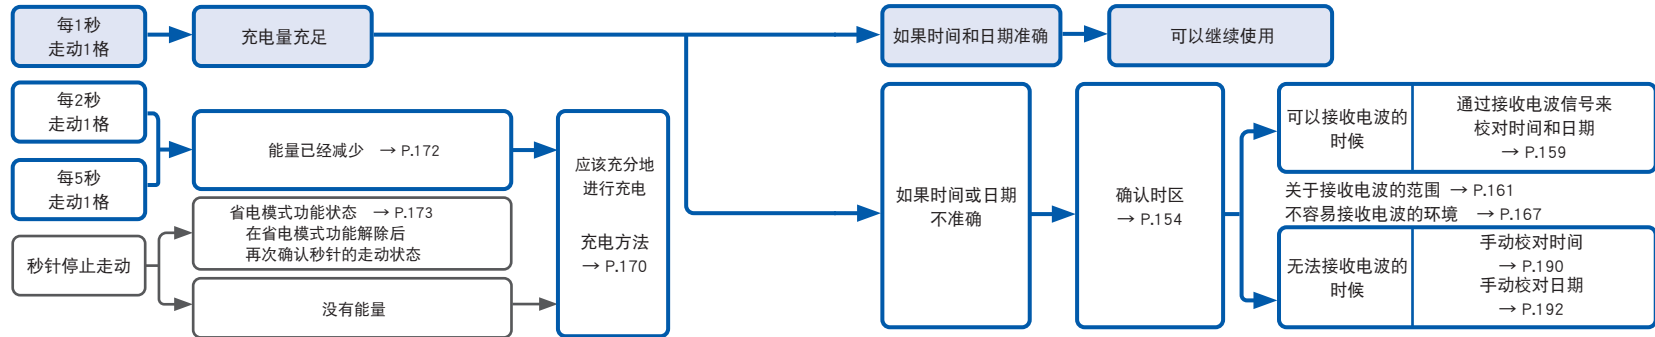 每1秒
走动1格
充电量充足
如果时间和日期准确
可以继续使用
每2秒
走动1格
每5秒
走动1格
能量已经减少 → P.172
应该充分地
进行充电
充电方法
→ P.170
秒针停止走动
省电模式功能状态 → P.173
在省电模式功能解除后
再次确认秒针的走动状态
没有能量
如果时间或日期
不准确
确认时区
→ P.154
可以接收电波的
时候
通过接收电波信号来
校对时间和日期
→ P.159
关于接收电波的范围 → P.161
不容易接收电波的环境 → P.167
无法接收电波的
时候
手动校对时间
→ P.190
手动校对日期
→ P.192